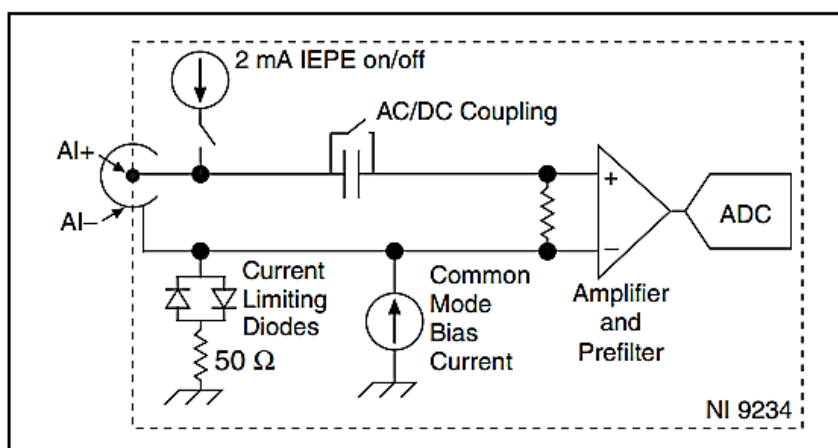 2 mA IEPE on/off
AC/DC Coupling
AI+
AI–
+
–
ADC
Current
Limiting
Diodes
50 Ω
Common
Mode
Bias
Current
Amplifier
and
Prefilter
NI 9234